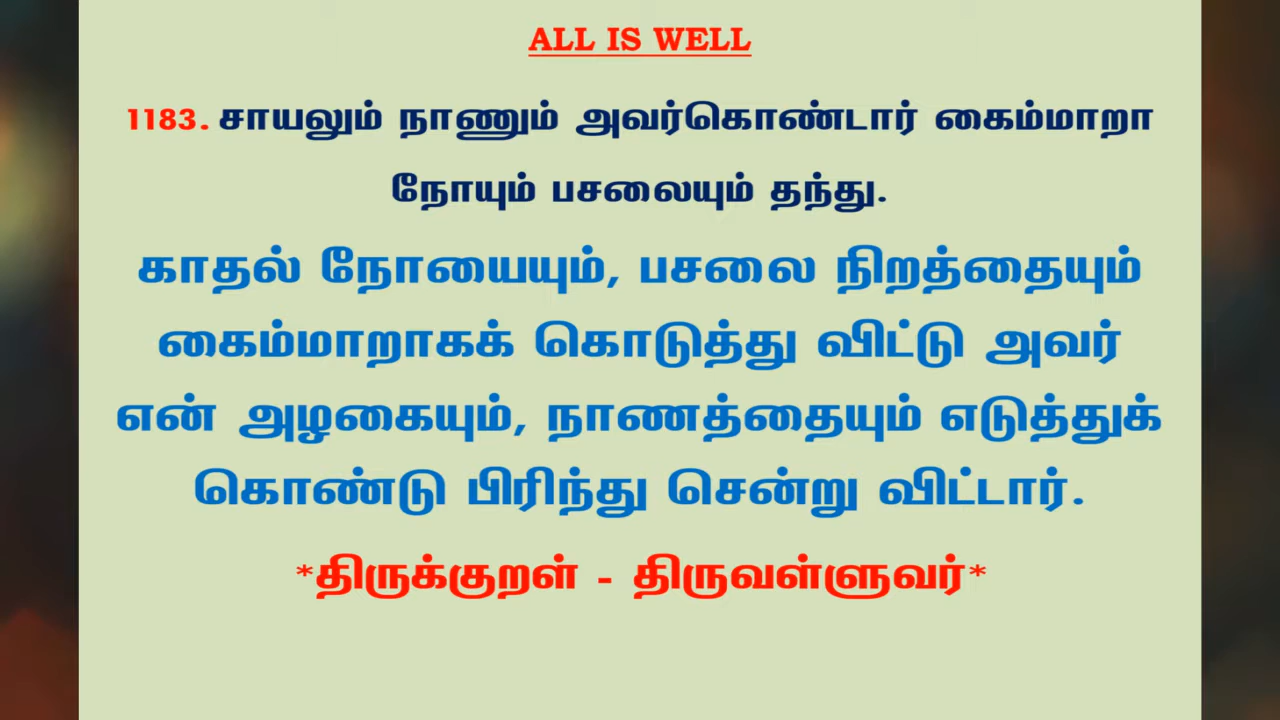 ALL IS WELL
1183. சாயலும் நாணும் அவர்கொண்டார் கைம்மாறா
நோயும் பசலையும் தந்து.
காதல் நோயையும், பசலை நிறத்தையும்
கைம்மாறாகக் கொடுத்து விட்டு அவர்
என் அழகையும், நாணத்தையும் எடுத்துக்
கொண்டு பிரிந்து சென்று விட்டார்.
*திருக்குறள் - திருவள்ளுவர்*